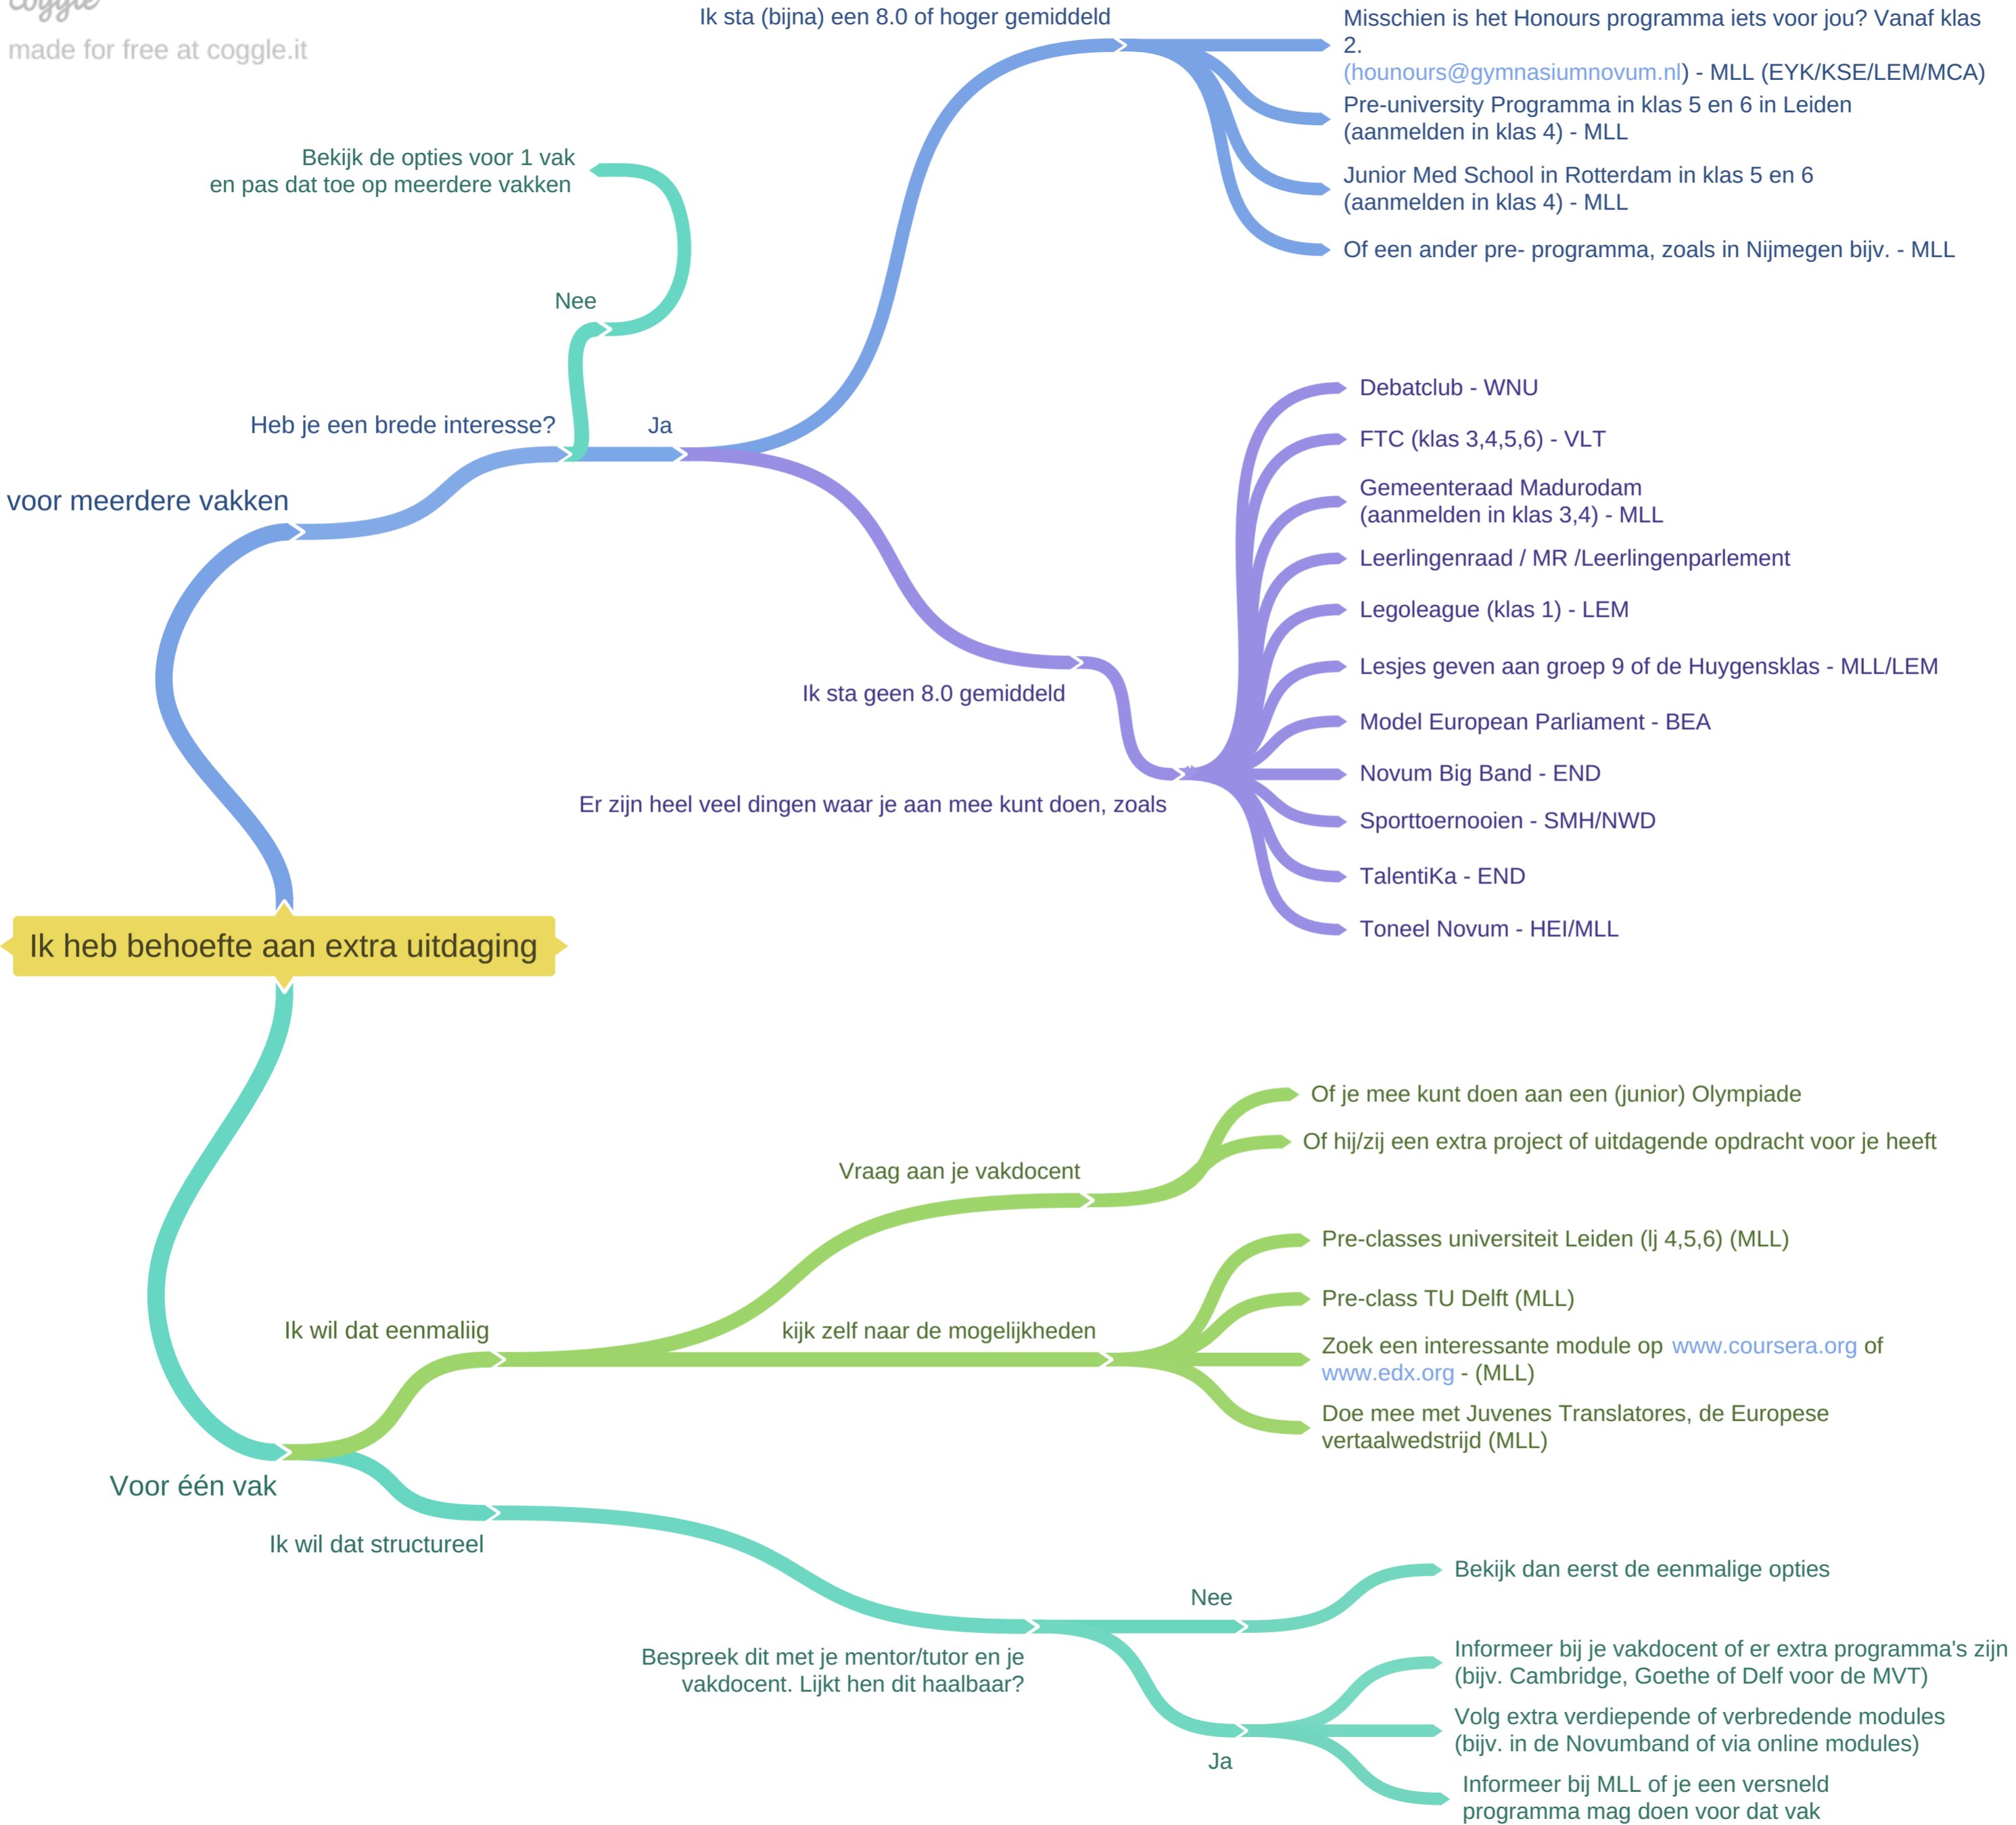 coggle
made for free at coggle.it
Ik sta (bijna) een 8.0 of hoger gemiddeld
Misschien is het Honours programma iets voor jou? Vanaf klas
2.
(hounours@gymnasiumnovum.nl) - MLL (EYK/KSE/LEM/MCA)
Pre-university Programma in klas 5 en 6 in Leiden
(aanmelden in klas 4) - MLL
Junior Med School in Rotterdam in klas 5 en 6
(aanmelden in klas 4) - MLL
Of een ander pre- programma, zoals in Nijmegen bijv. - MLL
Bekijk de opties voor 1 vak
en pas dat toe op meerdere vakken
Nee
Heb je een brede interesse?
Ja
voor meerdere vakken
Debatclub - WNU
FTC (klas 3,4,5,6) - VLT
Gemeenteraad Madurodam
(aanmelden in klas 3,4) - MLL
Leerlingenraad / MR /Leerlingenparlement
Legoleague (klas 1) - LEM
Lesjes geven aan groep 9 of de Huygensklas - MLL/LEM
Model European Parliament - BEA
Novum Big Band - END
Sporttoernooien - SMH/NWD
TalentiKa - END
Toneel Novum - HEI/MLL
Ik sta geen 8.0 gemiddeld
Er zijn heel veel dingen waar je aan mee kunt doen, zoals
Ik heb behoefte aan extra uitdaging
Of je mee kunt doen aan een (junior) Olympiade
Of hij/zij een extra project of uitdagende opdracht voor je heeft
Vraag aan je vakdocent
Pre-classes universiteit Leiden (lj 4,5,6) (MLL)
Pre-class TU Delft (MLL)
Ik wil dat eenmaliig
kijk zelf naar de mogelijkheden
Zoek een interessante module op www.coursera.org of
www.edx.org - (MLL)
Doe mee met Juvenes Translatores, de Europese
vertaalwedstrijd (MLL)
Voor één vak
Ik wil dat structureel
Bespreek dit met je mentor/tutor en je
vakdocent. Lijkt hen dit haalbaar?
Nee
Bekijk dan eerst de eenmalige opties
Informeer bij je vakdocent of er extra programma's zijn
(bijv. Cambridge, Goethe of Delf voor de MVT)
Volg extra verdiepende of verbredende modules
(bijv. in de Novumband of via online modules)
Ja
Informeer bij MLL of je een versneld
programma mag doen voor dat vak